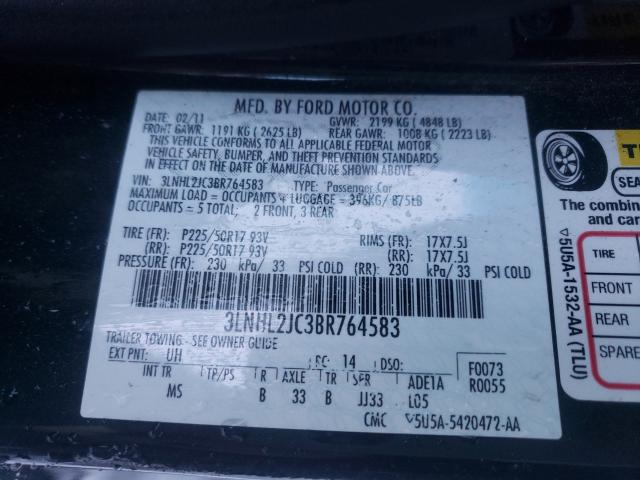 MFD. BY FORD MOTOR CO.
DATE: 02/11 GVWR: 2199 KG ( 4848 LB)
FRONT GAWR: 1191 KG ( 2625 LB) REAR GAWR: 1008 KG ( 2223 LB)
THIS VEHICLE CONFORMS TO ALL APPLICABLE FEDERAL MOTOR
VEHICLE SAFETY, BUMPER, AND THEFT PREVENTION STANDARDS
IN EFFECT ON THE DATE OF MANUFACTURE SHOWN ABOVE.
VIN: 3LNHL2JC3BR764583 TYPE: Passenger Car
MAXIMUM LOAD = OCCUPANTS + LUGGAGE = 396KG/ 875LB
OCCUPANTS = 5 TOTAL, 2 FRONT, 3 REAR
TIRE (FR): P225/50R17 93V RIMS (FR): 17X7.5J
(RR): P225/50R17 93V (RR): 17X7.5J
PRESSURE (FR): 230 kPa/ 33 PSI COLD (RR): 230 kPa/ 33 PSI COLD
3LNHL2JC3BR764583
TRAILER TOWING- SEE OWNER GUIDE
EXT PNT: UH RC: 14 DSO: F0073
INT TR TP/PS R AXLE TR SPR ADE1A R0055
MS B 33 B JJ33 L05
CMC 5U5A-5420472-AA
The combin
and car
TIRE
FRONT
REAR
SPARE
5U5A-1532-AA (TLU)